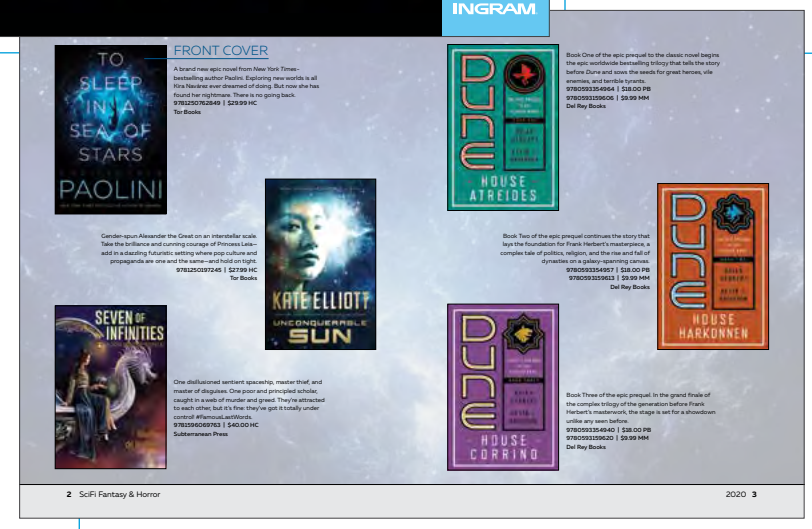 INGRAM
FRONT COVER
TO
SLEEP
IN A
SEA OF
STARS
PAOLINI
A brand new epic novel from New York Times–
bestselling author Paolini. Exploring new worlds is all
Kira Navárez ever dreamed of doing. But now she has
found her nightmare. There is no going back.
9781250762849 | $29.99 HC
Tor Books
Gender-spun Alexander the Great on an interstellar scale.
Take the brilliance and cunning courage of Princess Leia—
add in a dazzling futuristic setting where pop culture and
propaganda are one and the same—and hold on tight.
9781250197245 | $27.99 HC
Tor Books
KATE ELLIOTT
UNCONQUERABLE
SUN
SEVEN OF
INFINITIES
One disillusioned sentient spaceship, master thief, and
master of disguises. One poor and principled scholar,
caught in a web of murder and greed. They're attracted
to each other, but it's fine: they've got it totally under
control! #FamousLastWords.
9781596069763 | $40.00 HC
Subterranean Press
2 SciFi Fantasy & Horror
DUNE
HOUSE
ATREIDES
Book One of the epic prequel to the classic novel begins
the epic worldwide bestselling trilogy that tells the story
before Dune and sows the seeds for great heroes, vile
enemies, and terrible tyrants.
9780593354964 | $18.00 PB
9780593159606 | $9.99 MM
Del Rey Books
Book Two of the epic prequel continues the story that
lays the foundation for Frank Herbert's masterpiece, a
complex tale of politics, religion, and the rise and fall of
dynasties on a galaxy-spanning canvas.
9780593354957 | $18.00 PB
9780593159613 | $9.99 MM
Del Rey Books
DUNE
HOUSE
HARKONNEN
DUNE
HOUSE
CORRINO
Book Three of the epic prequel. In the grand finale of
the complex trilogy of the generation before Frank
Herbert's masterwork, the stage is set for a showdown
unlike any seen before.
9780593354940 | $18.00 PB
9780593159620 | $9.99 MM
Del Rey Books
2020 3